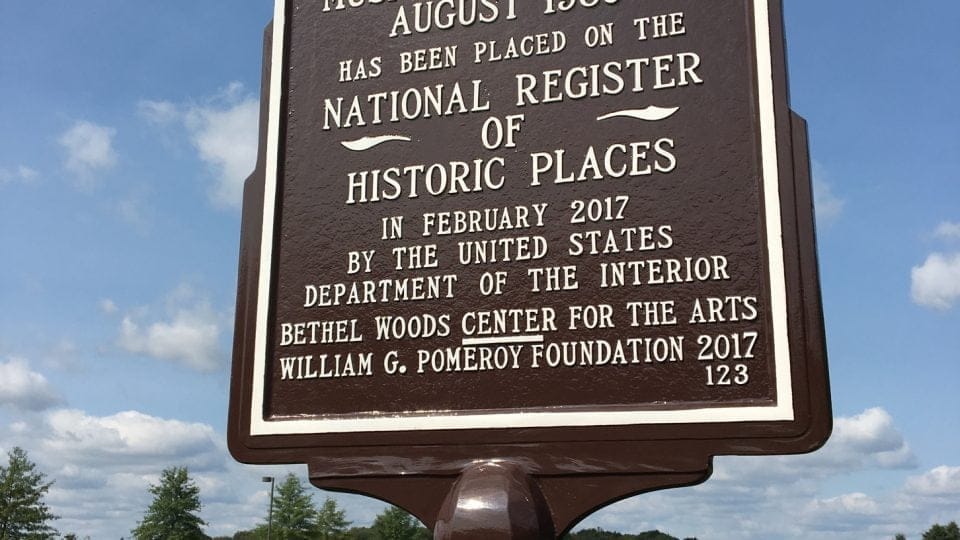 AUGUST
HAS BEEN PLACED ON THE
NATIONAL REGISTER
OF
HISTORIC PLACES
IN FEBRUARY 2017
BY THE UNITED STATES
DEPARTMENT OF THE INTERIOR
BETHEL WOODS CENTER FOR THE ARTS
WILLIAM G. POMEROY FOUNDATION 2017
123